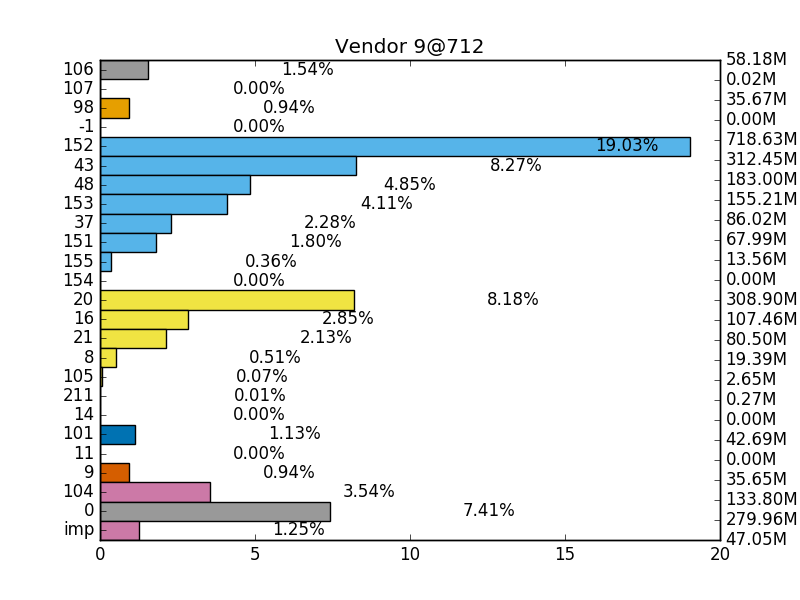 Vendor 9@712
106 1.54% 58.18M
107 0.00% 0.02M
98 0.94% 35.67M
-1 0.00% 0.00M
152 19.03% 718.63M
43 8.27% 312.45M
48 4.85% 183.00M
153 4.11% 155.21M
37 2.28% 86.02M
151 1.80% 67.99M
155 0.36% 13.56M
154 0.00% 0.00M
20 8.18% 308.90M
16 2.85% 107.46M
21 2.13% 80.50M
8 0.51% 19.39M
105 0.07% 2.65M
211 0.01% 0.27M
14 0.00% 0.00M
101 1.13% 42.69M
11 0.00% 0.00M
9 0.94% 35.65M
104 3.54% 133.80M
0 7.41% 279.96M
imp 1.25% 47.05M
0 5 10 15 20